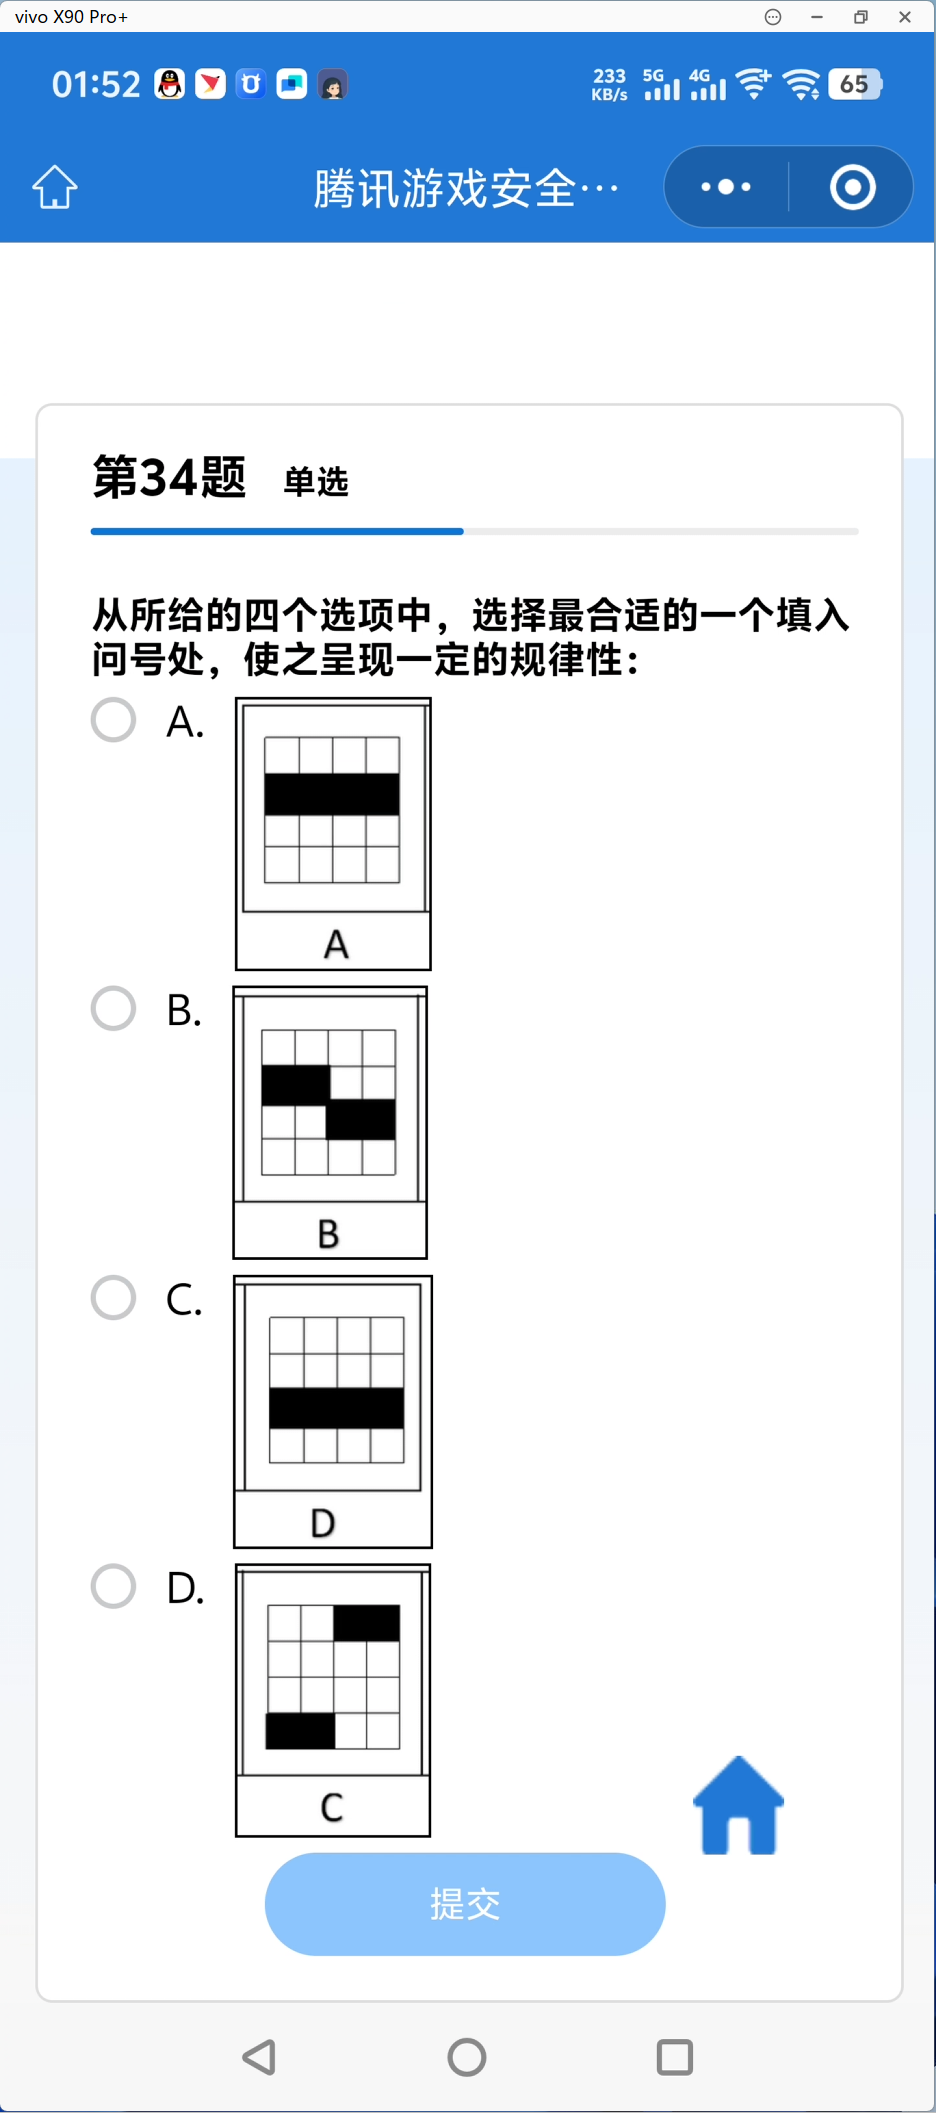 vivo X90 Pro+
01:52
233
KB/s
5G
4G
65
腾讯游戏安全…
第34题 单选
从所给的四个选项中，选择最合适的一个填入
问号处，使之呈现一定的规律性：
A.
A
B.
B
C.
D
D.
C
提交